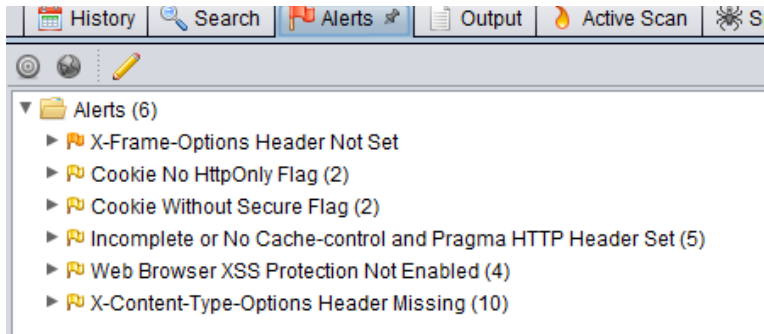 History Search Alerts Output Active Scan S
Alerts (6)
X-Frame-Options Header Not Set
Cookie No HttpOnly Flag (2)
Cookie Without Secure Flag (2)
Incomplete or No Cache-control and Pragma HTTP Header Set (5)
Web Browser XSS Protection Not Enabled (4)
X-Content-Type-Options Header Missing (10)